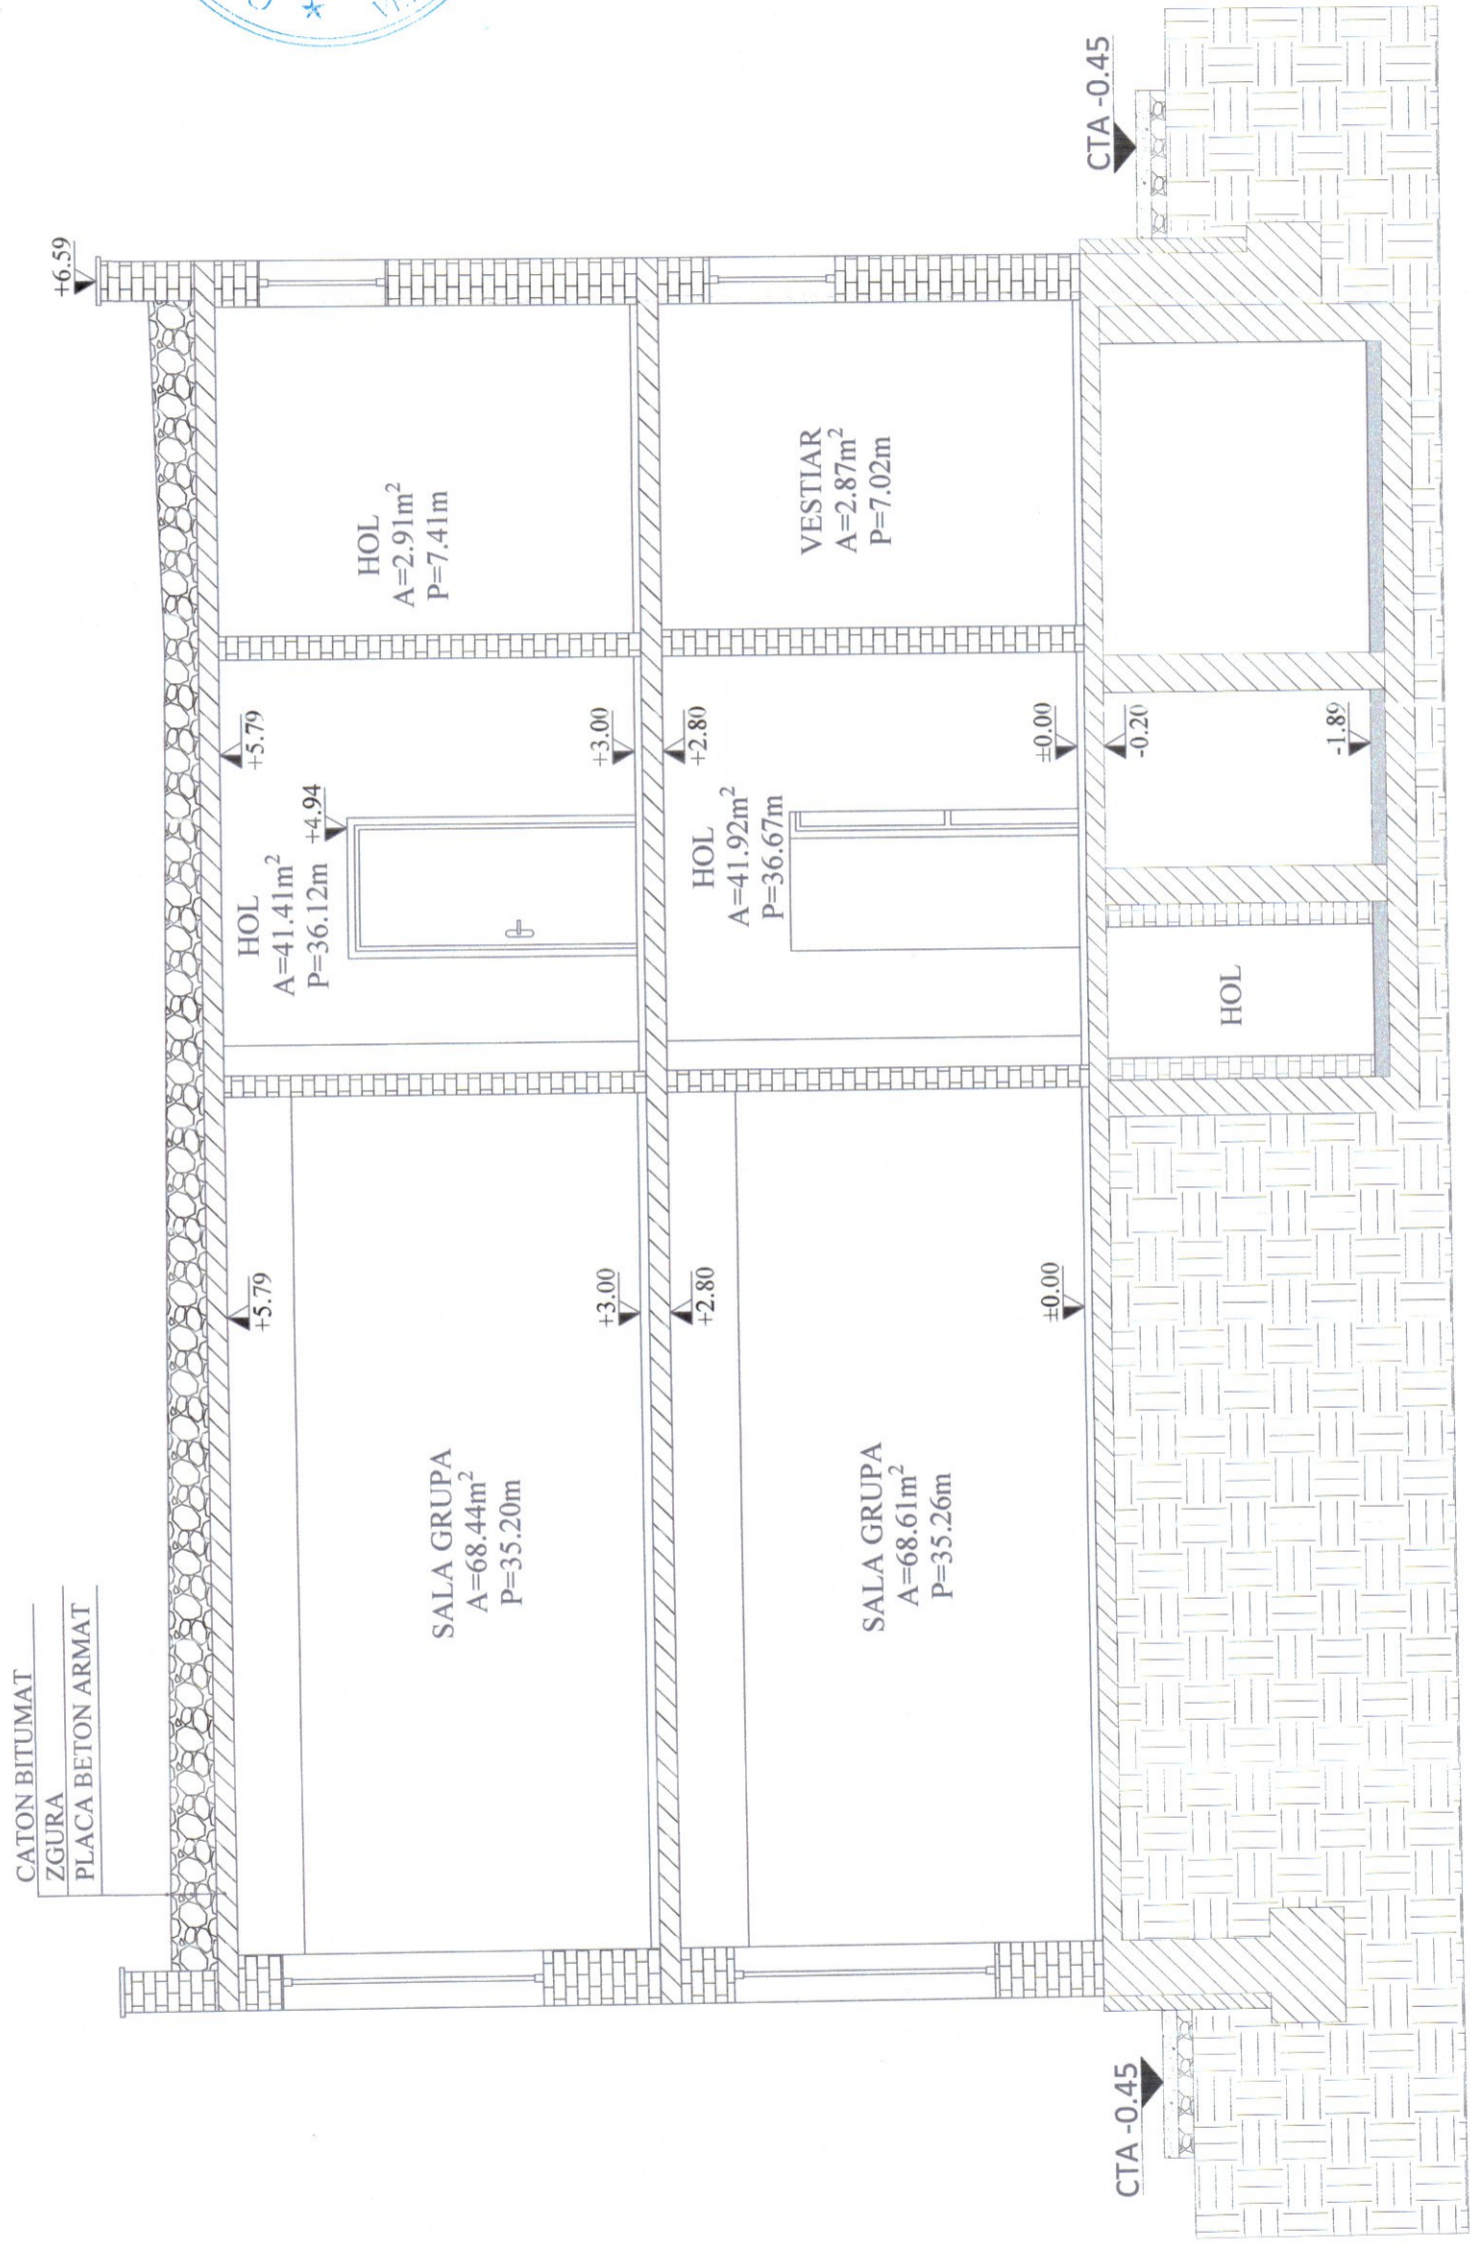 CATON BITUMAT
ZGURA
PLACA BETON ARMAT
+6.59
+5.79
+5.79
HOL
A=41.41m²
P=36.12m
+4.94
HOL
A=2.91m²
P=7.41m
SALA GRUPA
A=68.44m²
P=35.20m
+3.00
+3.00
+2.80
+2.80
HOL
A=41.92m²
P=36.67m
VESTIAR
A=2.87m²
P=7.02m
SALA GRUPA
A=68.61m²
P=35.26m
±0.00
±0.00
CTA -0.45
CTA -0.45
-0.20
HOL
-1.89